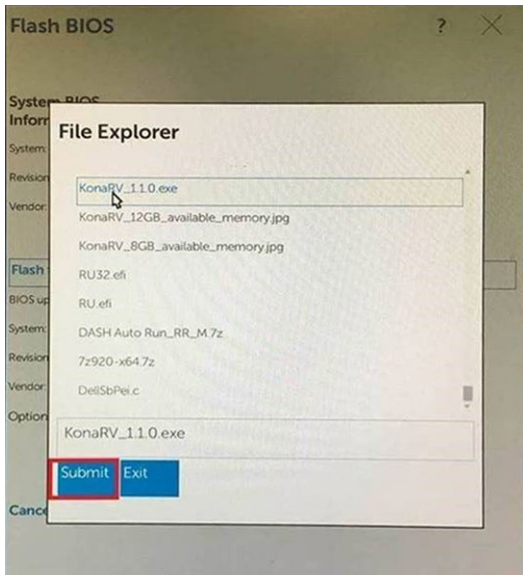 Flash BIOS ?
System BIOS
Infor
System:
Revision
Vendor:
Flash
BIOS up
System:
Revision
Vendor:
Option
Cance
File Explorer
KonaRV_1.1.0.exe
KonaRV_12GB_available_memory.jpg
KonaRV_8GB_available_memory.jpg
RU32.efi
RU.efi
DASH Auto Run_RR_M.7z
7z920-x64.7z
DellSbPei.c
KonaRV_1.1.0.exe
Submit Exit